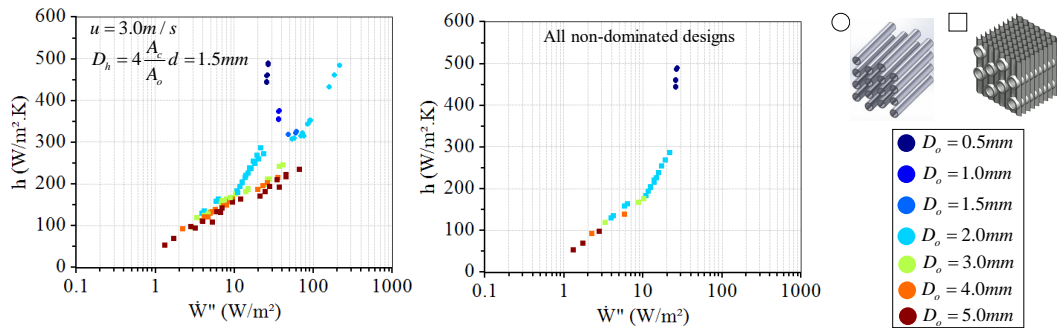 600
500
400
300
200
100
0
h (W/m².K)
u = 3.0m / s
D_h = 4 A_c/A_o d = 1.5mm
0.1 1 10 100 1000
Ẇ'' (W/m²)
600
500
400
300
200
100
0
h (W/m².K)
All non-dominated designs
0.1 1 10 100 1000
Ẇ'' (W/m²)
D_o = 0.5mm
D_o = 1.0mm
D_o = 1.5mm
D_o = 2.0mm
D_o = 3.0mm
D_o = 4.0mm
D_o = 5.0mm